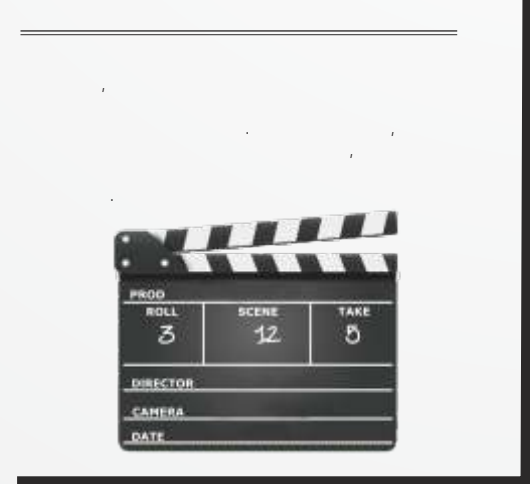 PROD
ROLL SCENE TAKE
3 12 5
DIRECTOR
CAMERA
DATE